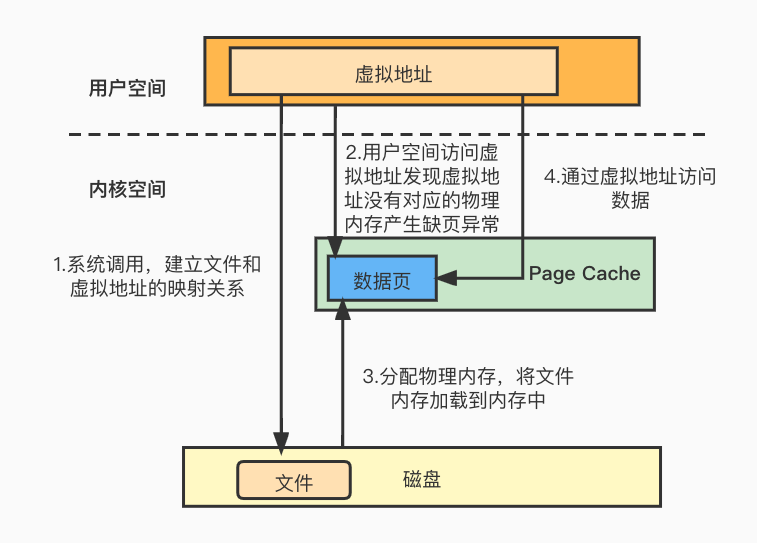 虚拟地址
用户空间
2.用户空间访问虚
拟地址发现虚拟地
址没有对应的物理
内存产生缺页异常
4.通过虚拟地址访问
数据
内核空间
1.系统调用，建立文件和
虚拟地址的映射关系
数据页
Page Cache
3.分配物理内存，将文件
内存加载到内存中
文件
磁盘